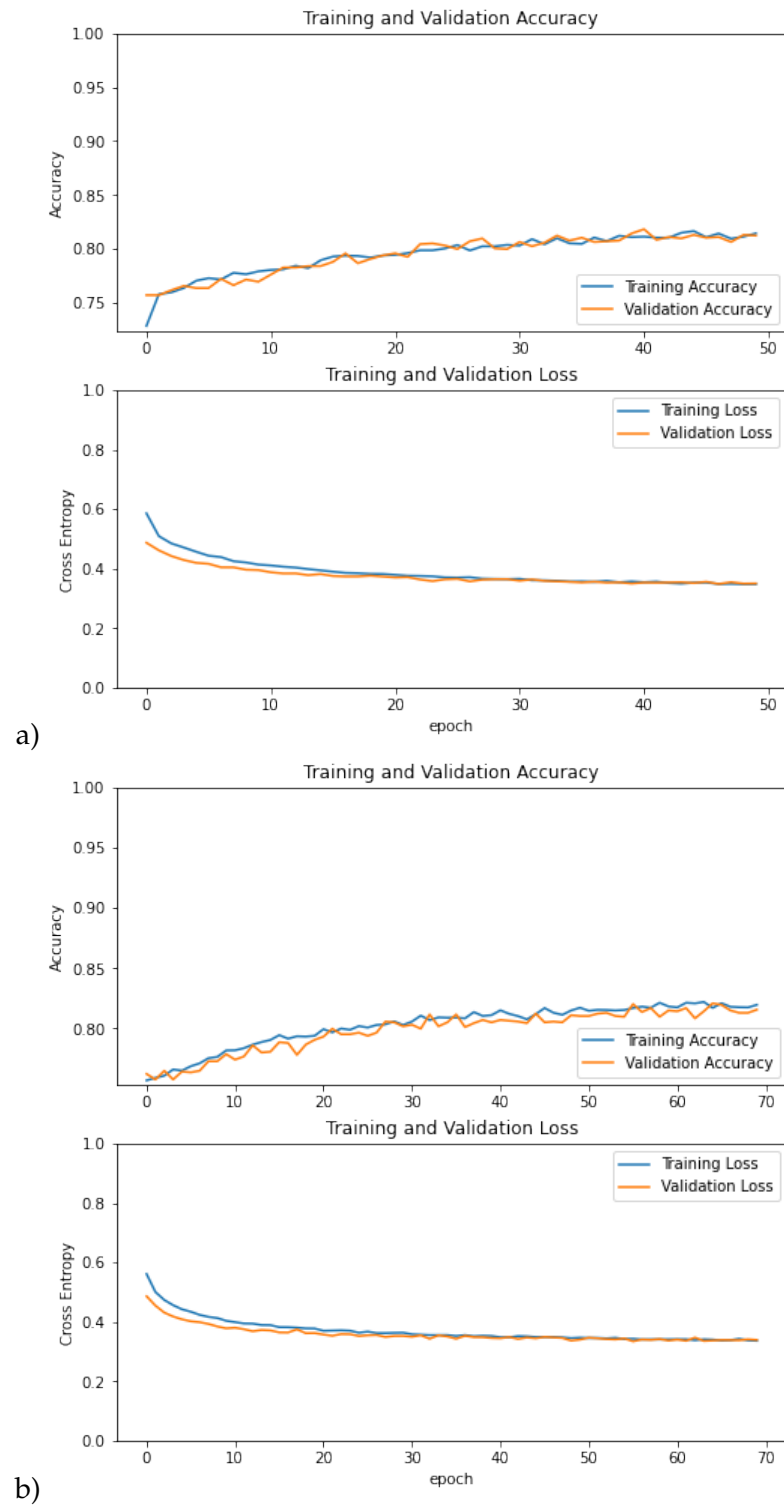 Training and Validation Accuracy
1.00
0.95
0.90
0.85
0.80
0.75
Accuracy
Training Accuracy
Validation Accuracy
0 10 20 30 40 50
Training and Validation Loss
1.0
0.8
0.6
0.4
0.2
0.0
Cross Entropy
Training Loss
Validation Loss
0 10 20 30 40 50
epoch
a)
Training and Validation Accuracy
1.00
0.95
0.90
0.85
0.80
Accuracy
Training Accuracy
Validation Accuracy
0 10 20 30 40 50 60 70
Training and Validation Loss
1.0
0.8
0.6
0.4
0.2
0.0
Cross Entropy
Training Loss
Validation Loss
0 10 20 30 40 50 60 70
epoch
b)